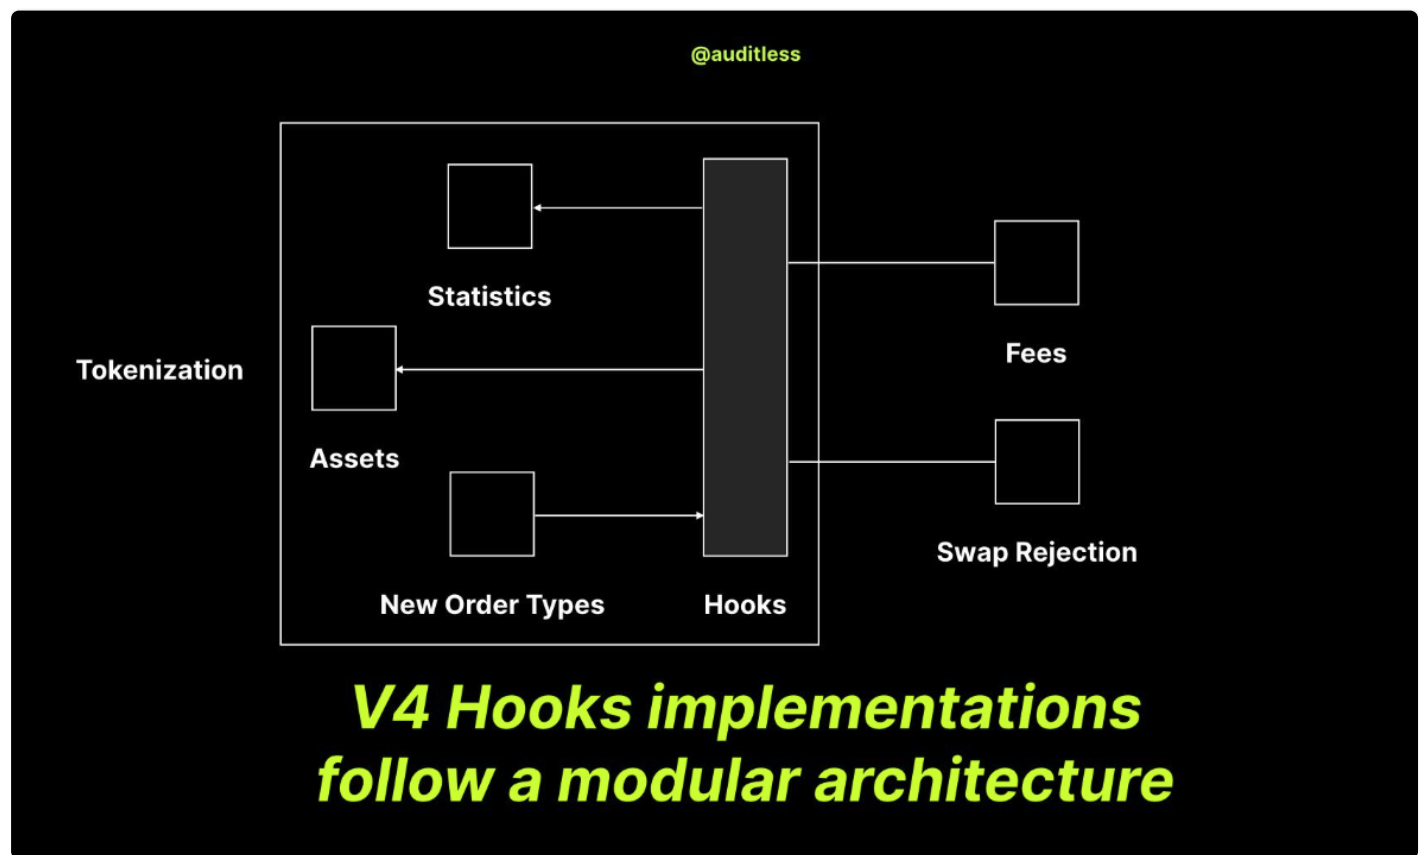 @auditless
Statistics
Fees
Tokenization
Assets
Swap Rejection
New Order Types
Hooks
V4 Hooks implementations
follow a modular architecture